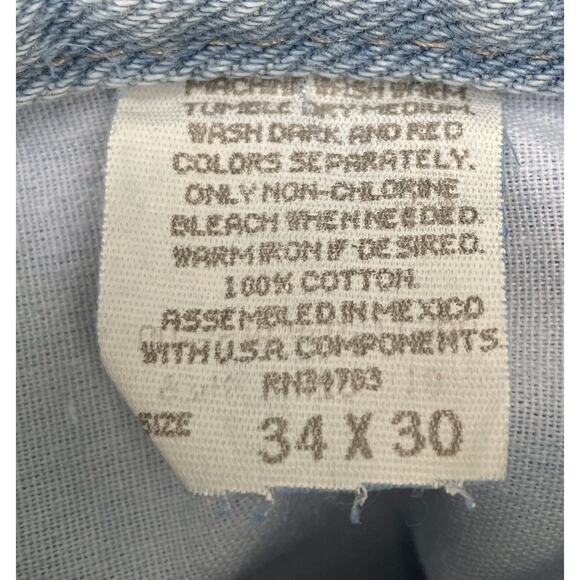 MACHINE WASH WARM
TUMBLE DRY MEDIUM
WASH DARK AND RED
COLORS SEPARATELY.
ONLY NON-CHLORINE
BLEACH WHEN NEEDED.
WARM IRON IF DESIRED.
100% COTTON.
ASSEMBLED IN MEXICO
WITH U.S.A. COMPONENTS.
RN34783
SIZE 34 X 30